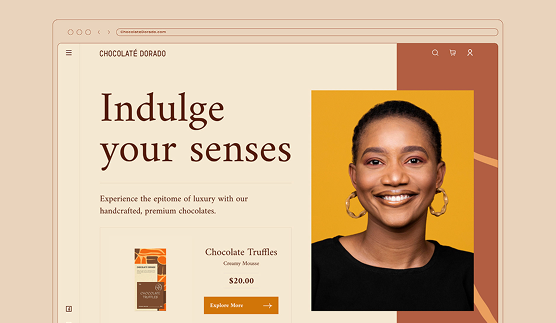 Chocolatedorado.com
CHOCOLATÉ DORADO
Indulge
your senses
Experience the epitome of luxury with our
handcrafted, premium chocolates.
Chocolate Truffles
Creamy Mousse
$20.00
Explore More
CHOCOLATE
TRUFFLES